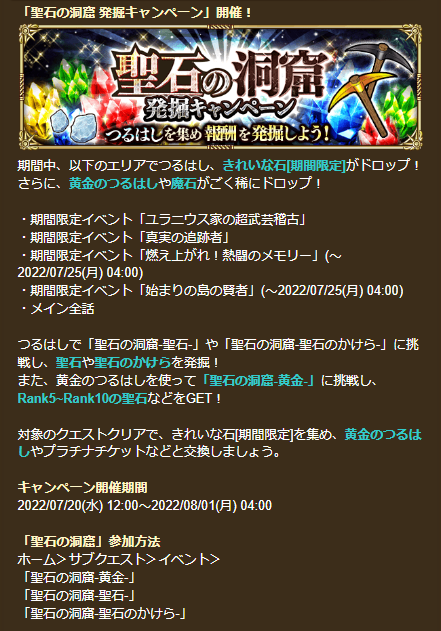 「聖石の洞窟 発掘キャンペーン」開催！
聖石の洞窟
発掘キャンペーン
つるはしを集め 報酬を発掘しよう！
期間中、以下のエリアでつるはし、きれいな石[期間限定]がドロップ！
さらに、黄金のつるはしや魔石がごく稀にドロップ！
・期間限定イベント「ユラニウス家の超武芸稽古」
・期間限定イベント「真実の追跡者」
・期間限定イベント「燃え上がれ！熱闘のメモリー」(～
2022/07/25(月) 04:00)
・期間限定イベント「始まりの島の賢者」(～2022/07/25(月) 04:00)
・メイン全話
つるはしで「聖石の洞窟-聖石-」や「聖石の洞窟-聖石のかけら-」に挑
戦し、聖石や聖石のかけらを発掘！
また、黄金のつるはしを使って「聖石の洞窟-黄金-」に挑戦し、
Rank5~Rank10の聖石などをGET！
対象のクエストクリアで、きれいな石[期間限定]を集め、黄金のつるは
しやプラチナチケットなどと交換しましょう。
キャンペーン開催期間
2022/07/20(水) 12:00～2022/08/01(月) 04:00
「聖石の洞窟」参加方法
ホーム＞サブクエスト＞イベント＞
「聖石の洞窟-黄金-」
「聖石の洞窟-聖石-」
「聖石の洞窟-聖石のかけら-」